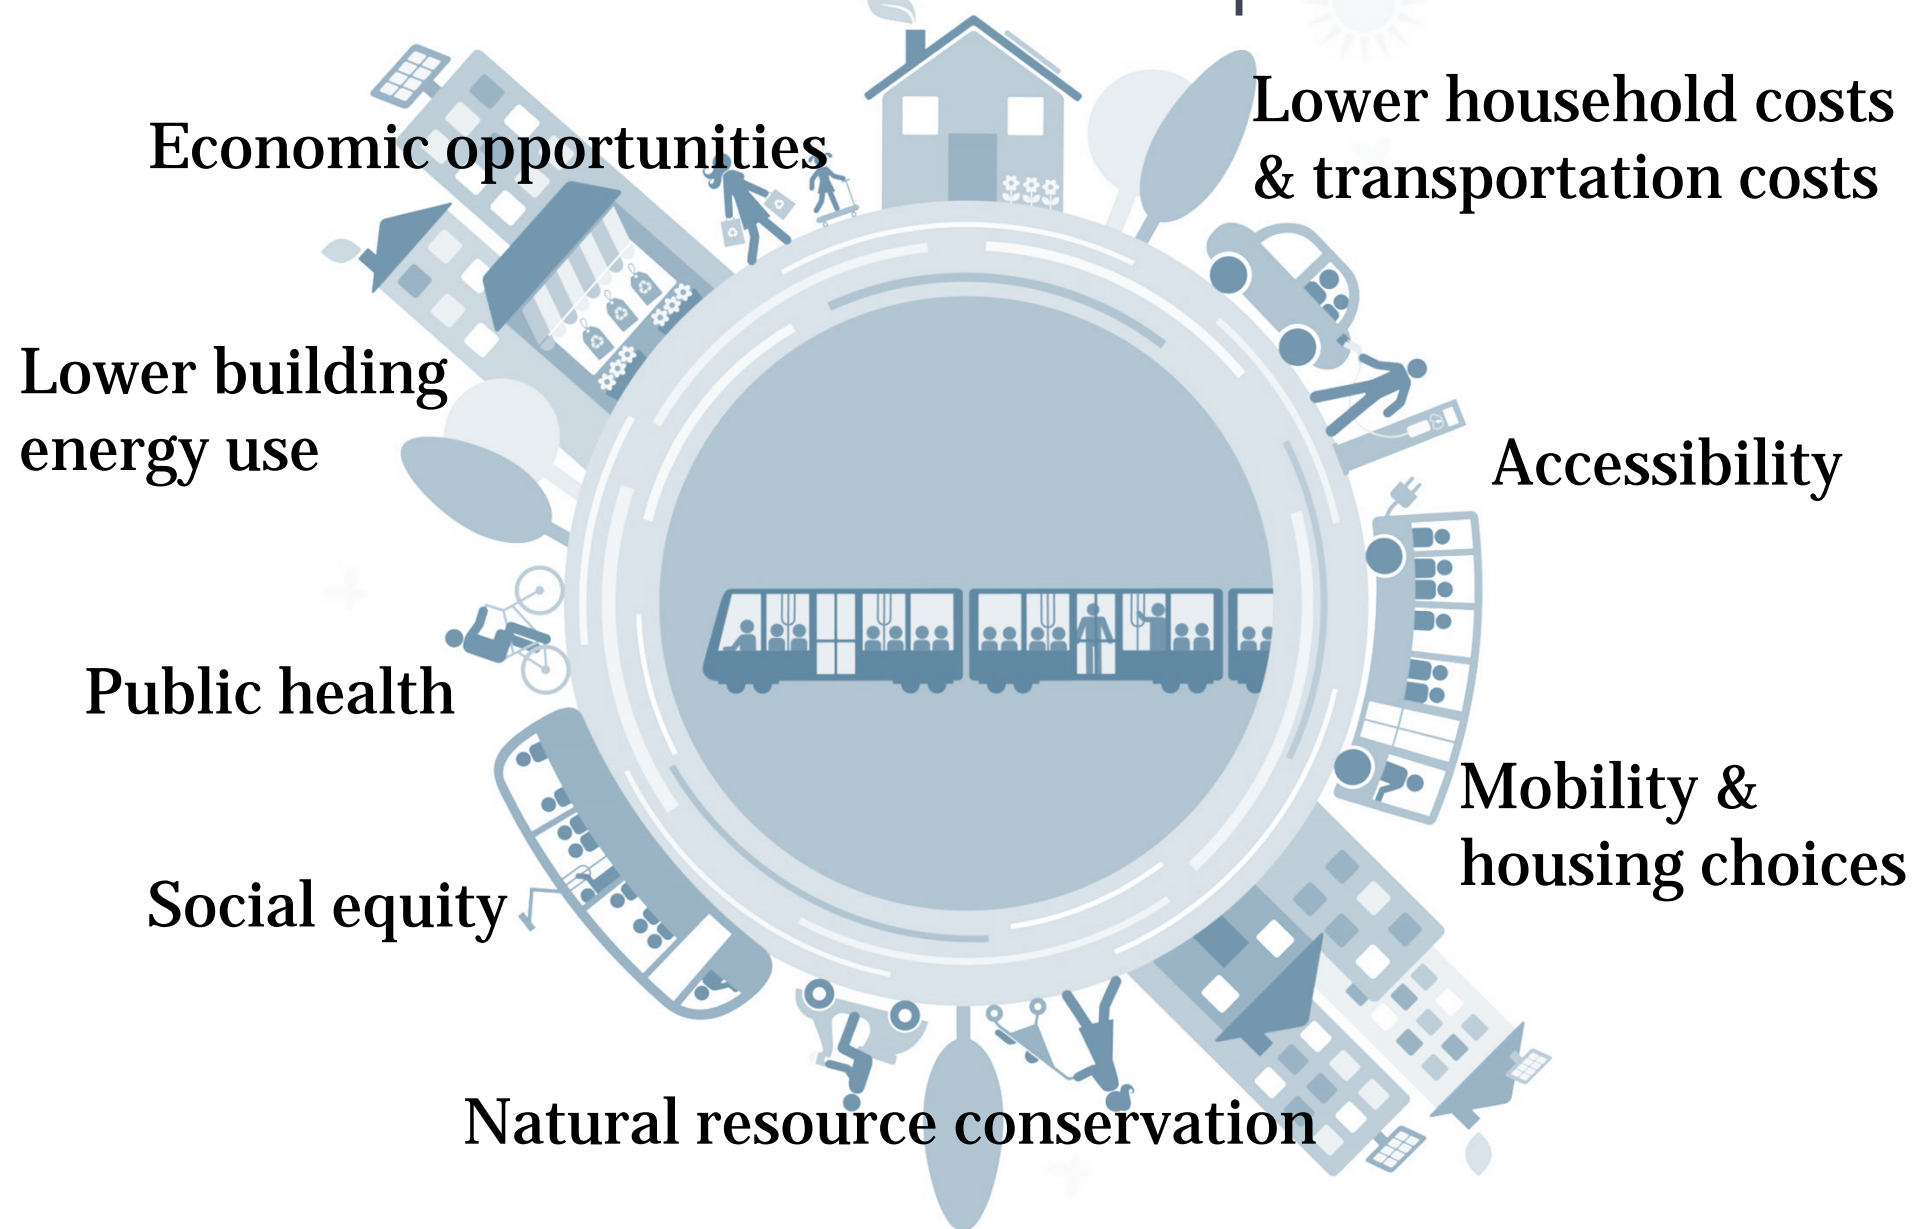 Economic opportunities
Lower household costs
& transportation costs
Lower building
energy use
Accessibility
Public health
Mobility &
housing choices
Social equity
Natural resource conservation